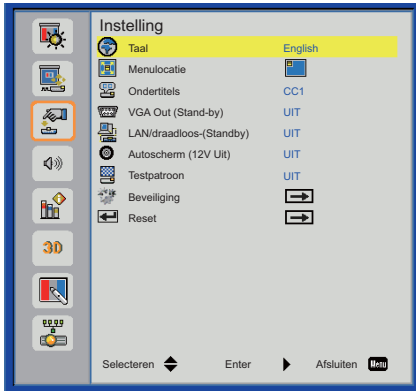 Instelling
Taal English
Menulocatie
Ondertitels CC1
VGA Out (Stand-by) UIT
LAN/draadloos-(Standby) UIT
Autoscherm (12V Uit) UIT
Testpatroon UIT
Beveiliging
Reset
3D
Selecteren Enter Afsluiten Menu